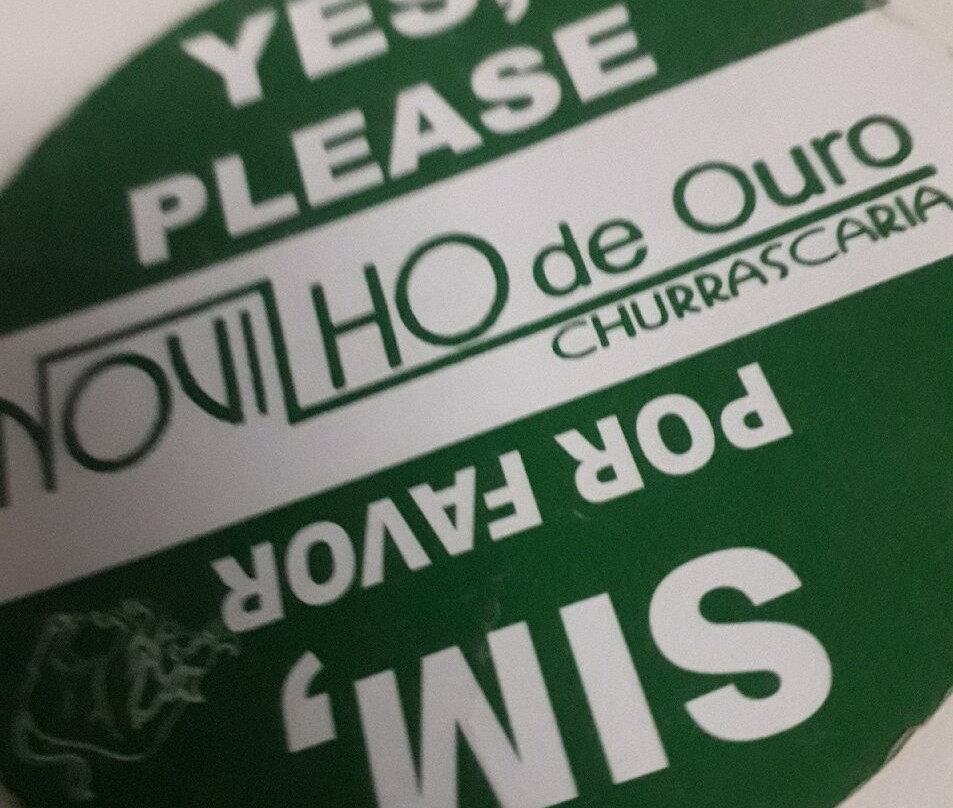 YES,
PLEASE
NOVILHO de Ouro
CHURRASCARIA
SIM,
POR FAVOR